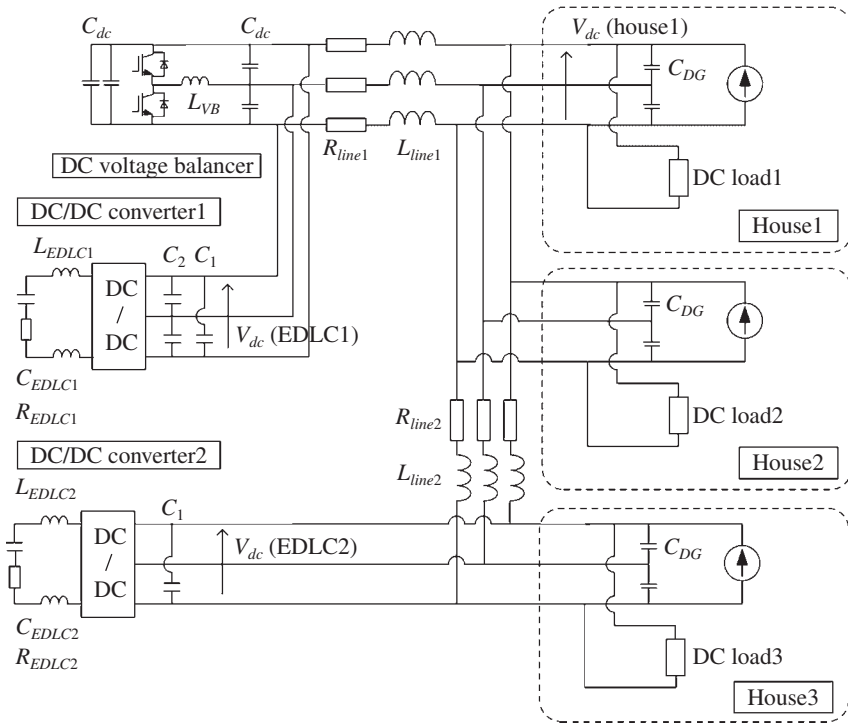 C_dc
C_dc
V_dc (house1)
C_DG
L_VB
R_line1
L_line1
DC voltage balancer
DC load1
DC/DC converter1
House1
L_EDLC1
C_2
C_1
DC
/
DC
V_dc (EDLC1)
C_DG
C_EDLC1
R_EDLC1
R_line2
DC load2
DC/DC converter2
L_line2
House2
L_EDLC2
C_1
DC
/
DC
V_dc (EDLC2)
C_DG
C_EDLC2
R_EDLC2
DC load3
House3